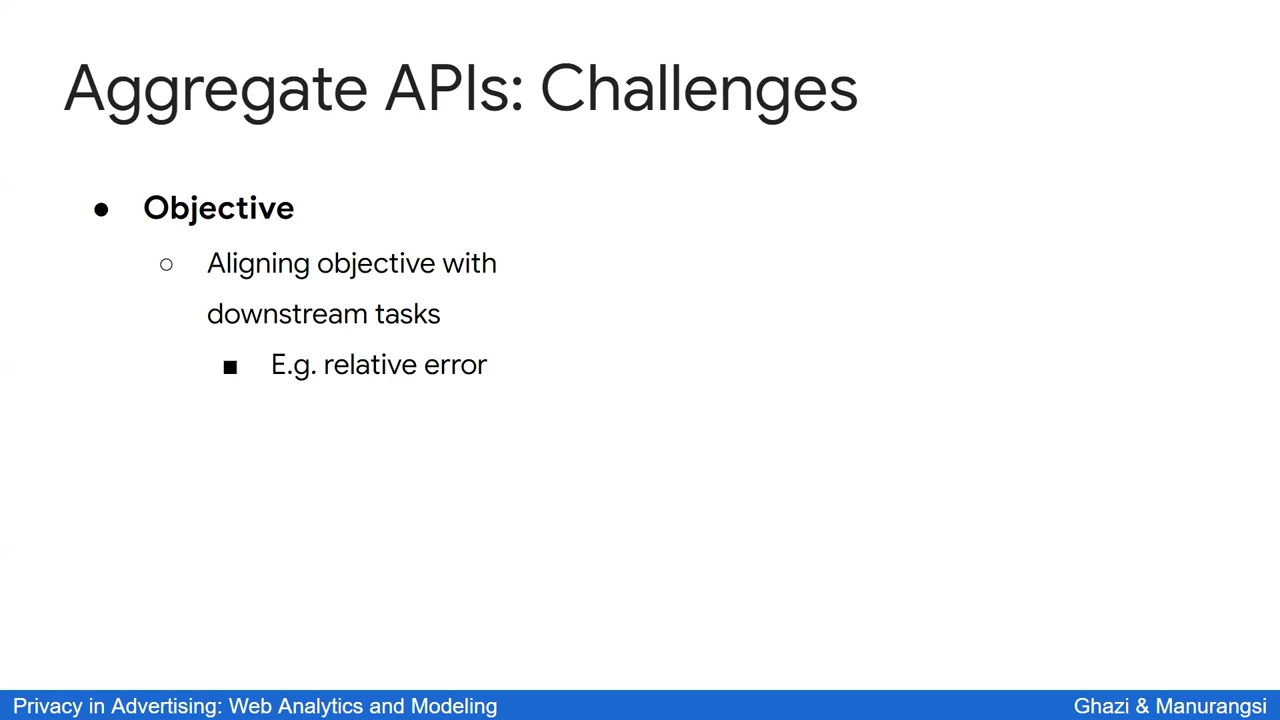 Aggregate APIs: Challenges
● Objective
○ Aligning objective with
downstream tasks
■ E.g. relative error
Privacy in Advertising: Web Analytics and Modeling
Ghazi & Manurangsi